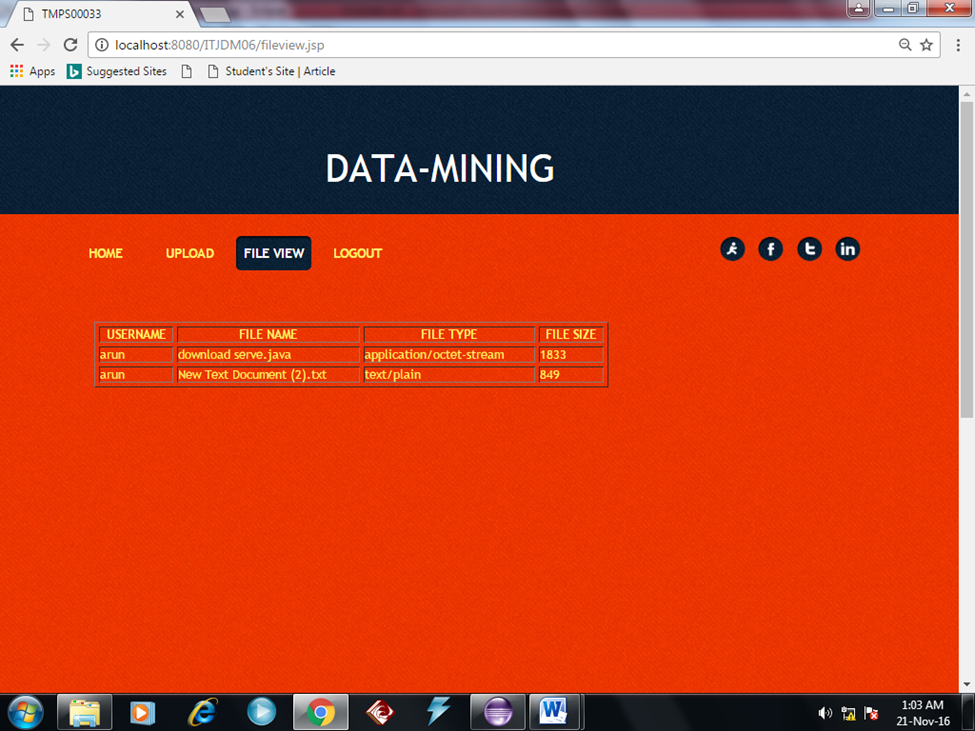 TMPS00033
localhost:8080/ITJDM06/fileview.jsp
Apps Suggested Sites Student's Site | Article
DATA-MINING
HOME UPLOAD FILE VIEW LOGOUT
USERNAME FILE NAME FILE TYPE FILE SIZE
arun download serve.java application/octet-stream 1833
arun New Text Document (2).txt text/plain 849
1:03 AM
21-Nov-16